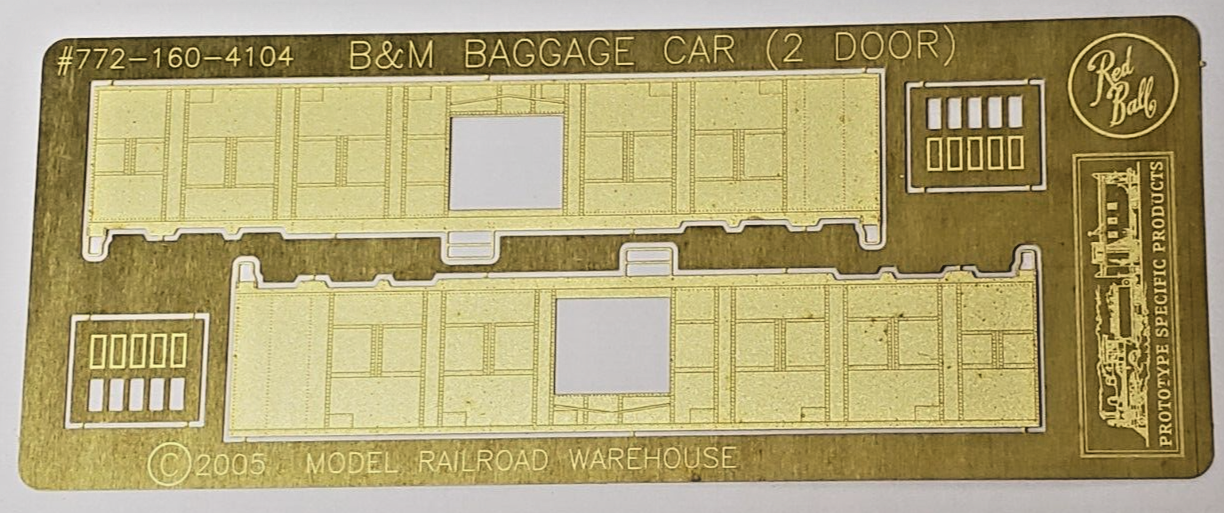 #772-160-4104 B&M BAGGAGE CAR (2 DOOR)
Red
Ball
PROTOTYPE SPECIFIC PRODUCTS
©2005 MODEL RAILROAD WAREHOUSE